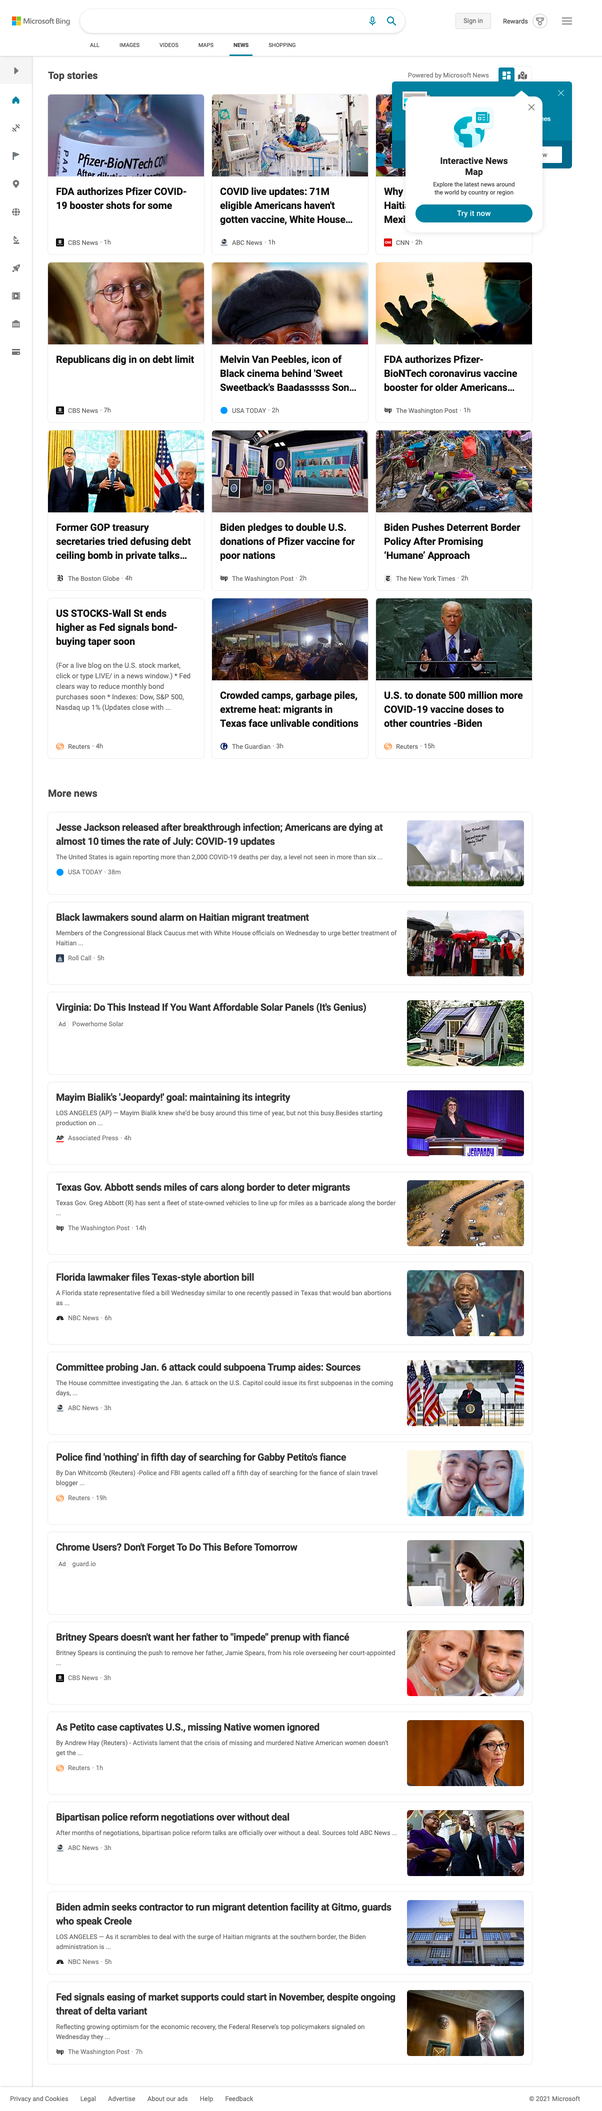 Microsoft Bing
Sign in
Rewards
ALL
IMAGES
VIDEOS
MAPS
NEWS
SHOPPING
Top stories
Powered by Microsoft News
Interactive News
Map
Explore the latest news around
the world by country or region
Try it now
Pfizer-BioNTech
After dilution
FDA authorizes Pfizer COVID-
19 booster shots for some
CBS News · 1h
COVID live updates: 71M
eligible Americans haven't
gotten vaccine, White House...
ABC News · 1h
Why
Haiti
Mexi
CNN · 2h
Republicans dig in on debt limit
CBS News · 7h
Melvin Van Peebles, icon of
Black cinema behind 'Sweet
Sweetback's Baadasssss Son...
USA TODAY · 2h
FDA authorizes Pfizer-
BioNTech coronavirus vaccine
booster for older Americans...
The Washington Post · 1h
Former GOP treasury
secretaries tried defusing debt
ceiling bomb in private talks...
The Boston Globe · 4h
Biden pledges to double U.S.
donations of Pfizer vaccine for
poor nations
The Washington Post · 2h
Biden Pushes Deterrent Border
Policy After Promising
'Humane' Approach
The New York Times · 2h
US STOCKS-Wall St ends
higher as Fed signals bond-
buying taper soon
(For a live blog on the U.S. stock market,
click or type LIVE/ in a news window.) * Fed
clears way to reduce monthly bond
purchases soon * Indexes: Dow, S&P 500,
Nasdaq up 1% (Updates close with ...
Reuters · 4h
Crowded camps, garbage piles,
extreme heat: migrants in
Texas face unlivable conditions
The Guardian · 3h
U.S. to donate 500 million more
COVID-19 vaccine doses to
other countries -Biden
Reuters · 15h
More news
Jesse Jackson released after breakthrough infection; Americans are dying at
almost 10 times the rate of July: COVID-19 updates
The United States is again reporting more than 2,000 COVID-19 deaths per day, a level not seen in more than six ...
USA TODAY · 38m
Black lawmakers sound alarm on Haitian migrant treatment
Members of the Congressional Black Caucus met with White House officials on Wednesday to urge better treatment of
Haitian ...
Roll Call · 5h
Virginia: Do This Instead If You Want Affordable Solar Panels (It's Genius)
Ad Powerhome Solar
Mayim Bialik's 'Jeopardy!' goal: maintaining its integrity
LOS ANGELES (AP) — Mayim Bialik knew she'd be busy around this time of year, but not this busy.Besides starting
production on ...
AP Associated Press · 4h
JEOPARDY
Texas Gov. Abbott sends miles of cars along border to deter migrants
Texas Gov. Greg Abbott (R) has sent a fleet of state-owned vehicles to line up for miles as a barricade along the border
...
The Washington Post · 14h
Florida lawmaker files Texas-style abortion bill
A Florida state representative filed a bill Wednesday similar to one recently passed in Texas that would ban abortions
as ...
NBC News · 6h
Committee probing Jan. 6 attack could subpoena Trump aides: Sources
The House committee investigating the Jan. 6 attack on the U.S. Capitol could issue its first subpoenas in the coming
days, ...
ABC News · 3h
Police find 'nothing' in fifth day of searching for Gabby Petito's fiance
By Dan Whitcomb (Reuters) -Police and FBI agents called off a fifth day of searching for the fiance of slain travel
blogger ...
Reuters · 19h
Chrome Users? Don't Forget To Do This Before Tomorrow
Ad guard.io
Britney Spears doesn't want her father to "impede" prenup with fiancé
Britney Spears is continuing the push to remove her father, Jamie Spears, from his role overseeing her court-appointed
...
CBS News · 3h
As Petito case captivates U.S., missing Native women ignored
By Andrew Hay (Reuters) - Activists lament that the crisis of missing and murdered Native American women doesn't
get the ...
Reuters · 1h
Bipartisan police reform negotiations over without deal
After months of negotiations, bipartisan police reform talks are officially over without a deal. Sources told ABC News ...
ABC News · 3h
Biden admin seeks contractor to run migrant detention facility at Gitmo, guards
who speak Creole
LOS ANGELES — As it scrambles to deal with the surge of Haitian migrants at the southern border, the Biden
administration is ...
NBC News · 5h
Fed signals easing of market supports could start in November, despite ongoing
threat of delta variant
Reflecting growing optimism for the economic recovery, the Federal Reserve's top policymakers signaled on
Wednesday they ...
The Washington Post · 7h
Privacy and Cookies
Legal
Advertise
About our ads
Help
Feedback
© 2021 Microsoft